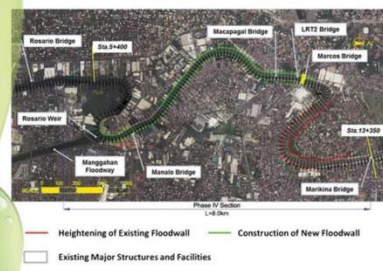 Macapagal Bridge
LRT2 Bridge
Rosario Bridge
Sta.5+400
Marcos Bridge
Rosario Weir
Sta.13+350
Manggahan
Floodway
Manalo Bridge
Marikina Bridge
Phase IV Section
L=8.0km
Heightening of Existing Floodwall
Construction of New Floodwall
Existing Major Structures and Facilities